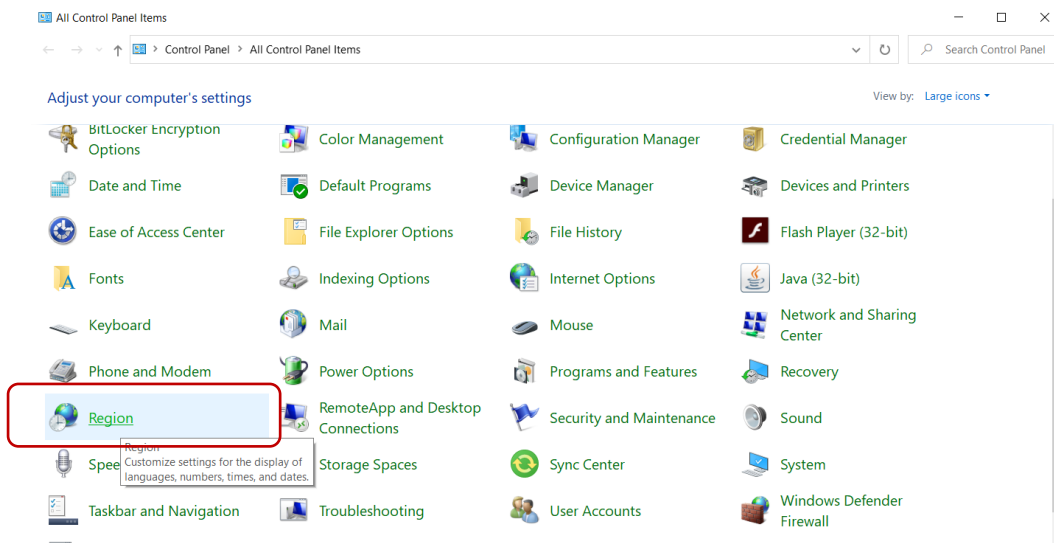 All Control Panel Items
Control Panel > All Control Panel Items
Search Control Panel
Adjust your computer's settings
View by: Large icons
BitLocker Encryption
Options
Color Management
Configuration Manager
Credential Manager
Date and Time
Default Programs
Device Manager
Devices and Printers
Ease of Access Center
File Explorer Options
File History
Flash Player (32-bit)
Fonts
Indexing Options
Internet Options
Java (32-bit)
Keyboard
Mail
Mouse
Network and Sharing
Center
Phone and Modem
Power Options
Programs and Features
Recovery
Region
RemoteApp and Desktop
Connections
Security and Maintenance
Sound
Region
Customize settings for the display of
languages, numbers, times, and dates.
Spee
Storage Spaces
Sync Center
System
Taskbar and Navigation
Troubleshooting
User Accounts
Windows Defender
Firewall